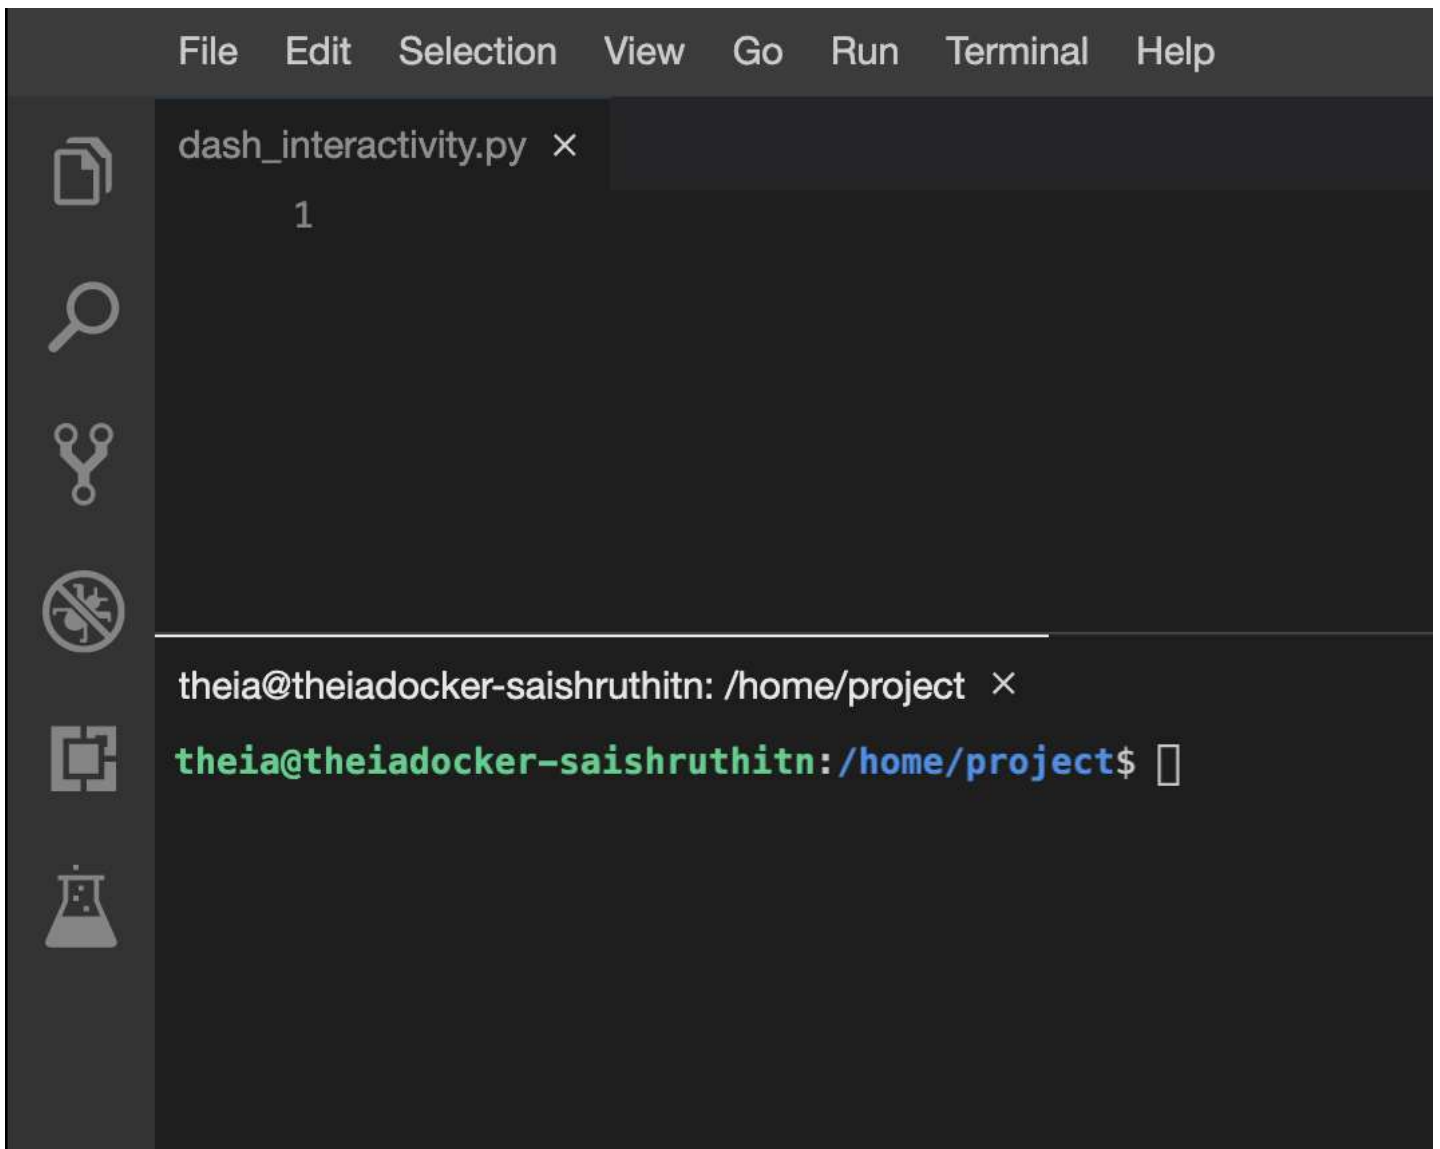 File Edit Selection View Go Run Terminal Help
dash_interactivity.py ×
1
theia@theiadocker-saishruthitn: /home/project ×
theia@theiadocker-saishruthitn:/home/project$